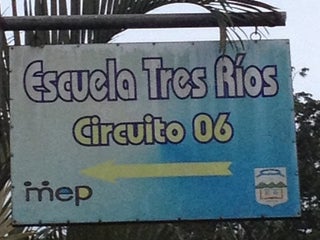 Escuela Tres Ríos
Circuito 06
mep